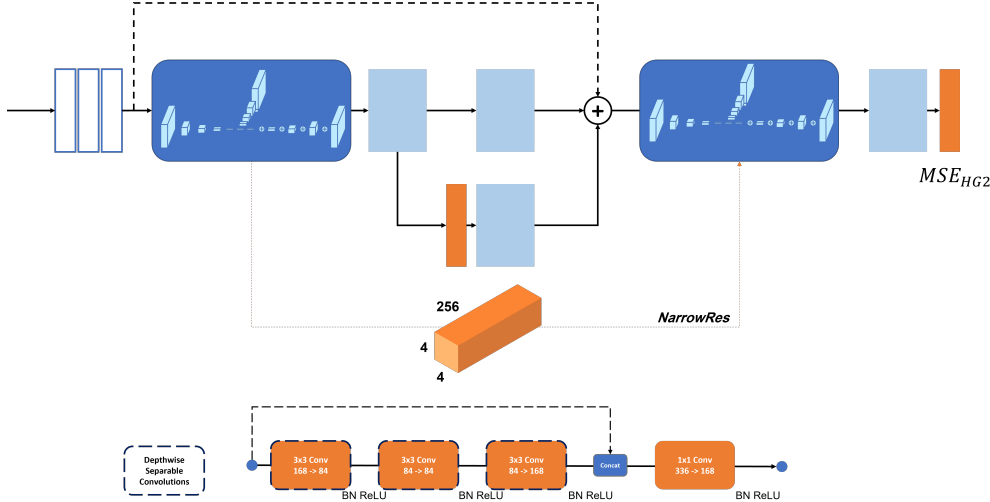 +
MSE_HG2
256
NarrowRes
4
4
Depthwise
Separable
Convolutions
3x3 Conv
168 -> 84
BN ReLU
3x3 Conv
84 -> 84
BN ReLU
3x3 Conv
84 -> 168
BN ReLU
Concat
1x1 Conv
336 -> 168
BN ReLU